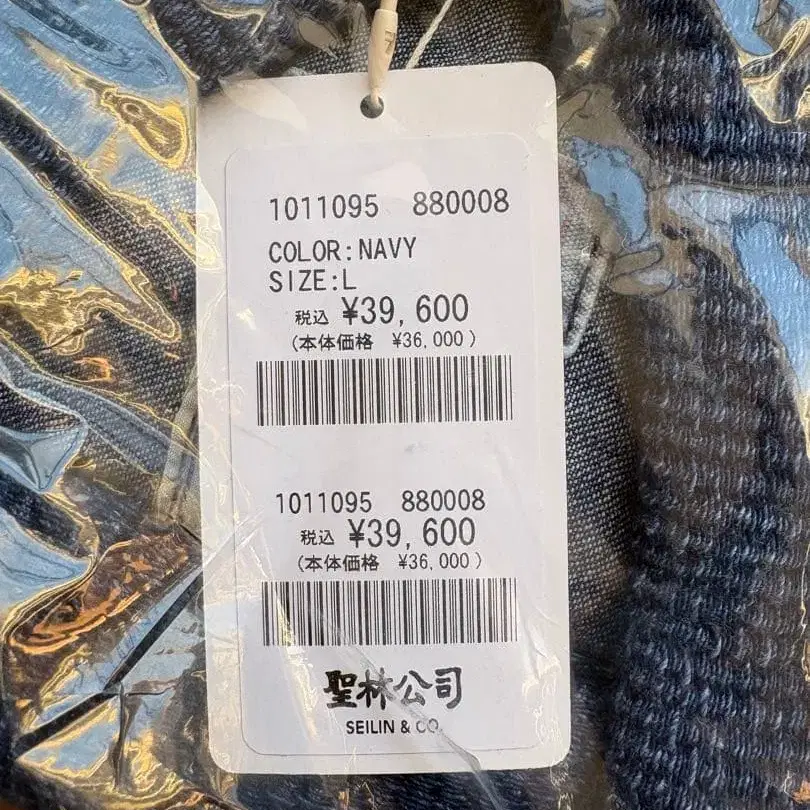 1011095 880008
COLOR:NAVY
SIZE:L
税込 ¥39,600
(本体価格 ¥36,000)
1011095 880008
税込 ¥39,600
(本体価格 ¥36,000)
聖林公司
SEILIN & CO.